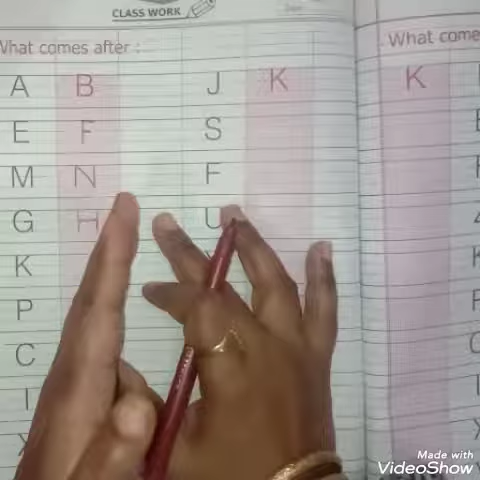 CLASS WORK
What comes after :
What come
A B J K K
E F S
M N F
G H U
K
P
C
I
X
Made with
VideoShow